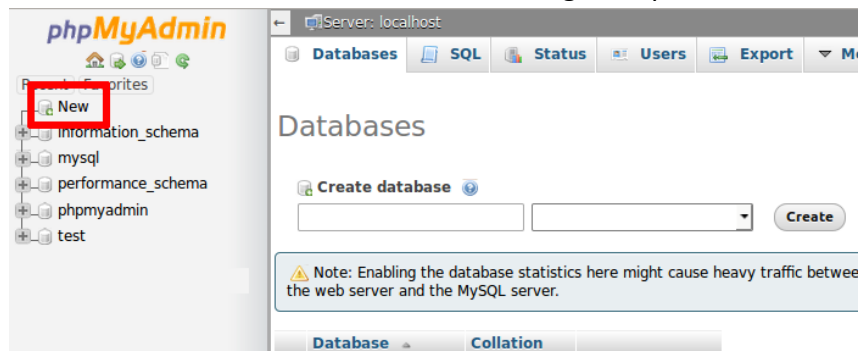 phpMyAdmin
Favorites
New
information_schema
mysql
performance_schema
phpmyadmin
test
Server: localhost
Databases SQL Status Users Export
Databases
Create database
Create
Note: Enabling the database statistics here might cause heavy traffic betwee
the web server and the MySQL server.
Database Collation